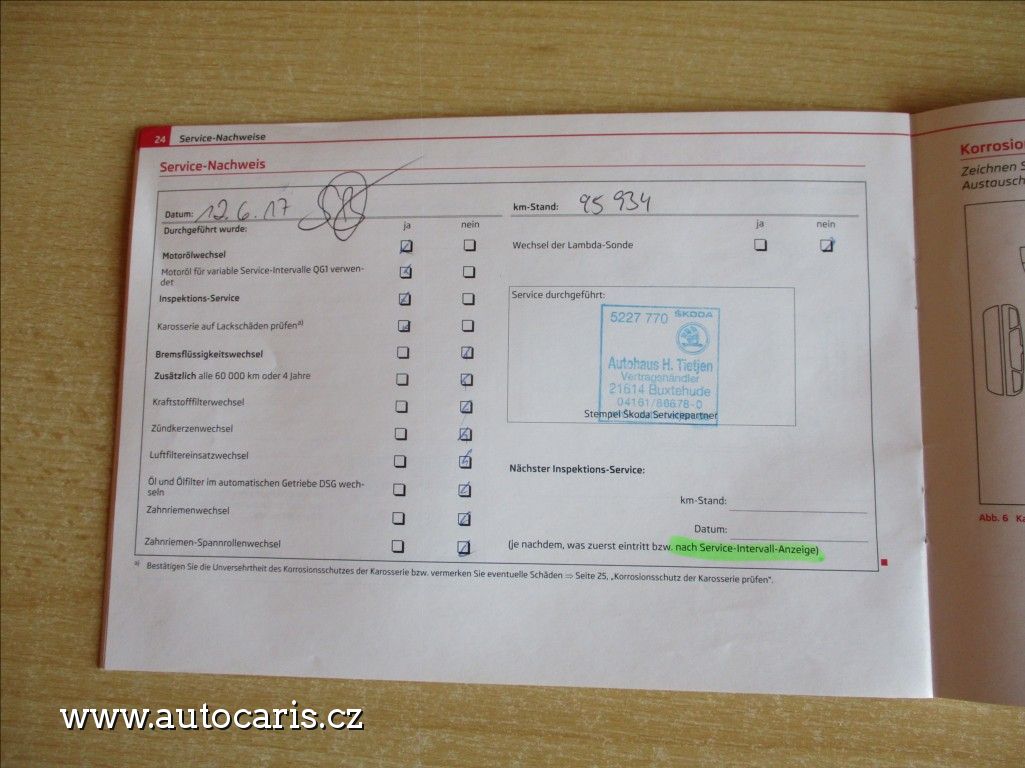 24 Service-Nachweise
Service-Nachweis
Datum: 12.6.17
km-Stand: 95 934
Durchgeführt wurde:
ja nein
ja nein
Motorölwechsel
Wechsel der Lambda-Sonde
Motoröl für variable Service-Intervalle QG1 verwen-
det
Inspektions-Service
Karosserie auf Lackschäden prüfen a)
Bremsflüssigkeitswechsel
Zusätzlich alle 60 000 km oder 4 Jahre
Kraftstofffilterwechsel
Zündkerzenwechsel
Luftfiltereinsatzwechsel
Öl und Ölfilter im automatischen Getriebe DSG wech-
seln
Zahnriemenwechsel
Zahnriemen-Spannrollenwechsel
Service durchgeführt:
5227 770 ŠKODA
Autohaus H. Tietjen
Vertragshändler
21614 Buxtehude
04161/86678-0
Stempel Škoda Servicepartner
Nächster Inspektions-Service:
km-Stand:
Datum:
(je nachdem, was zuerst eintritt bzw. nach Service-Intervall-Anzeige)
a) Bestätigen Sie die Unversehrtheit des Korrosionsschutzes der Karosserie bzw. vermerken Sie eventuelle Schäden ⇒ Seite 25, „Korrosionsschutz der Karosserie prüfen".
Korrosion
Zeichnen S
Austausch
Abb. 6 Ka
www.autocaris.cz